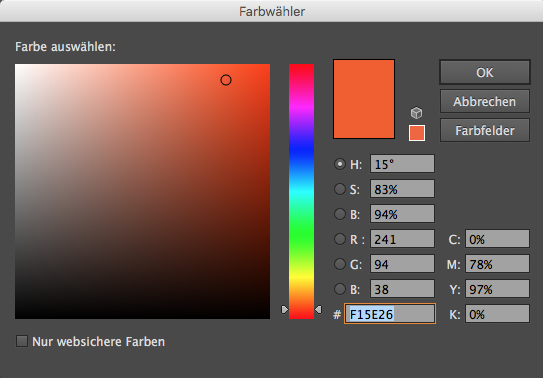 Farbwähler
Farbe auswählen:
OK
Abbrechen
Farbfelder
H: 15°
S: 83%
B: 94%
R : 241 C: 0%
G: 94 M: 78%
B: 38 Y: 97%
# F15E26 K: 0%
Nur websichere Farben